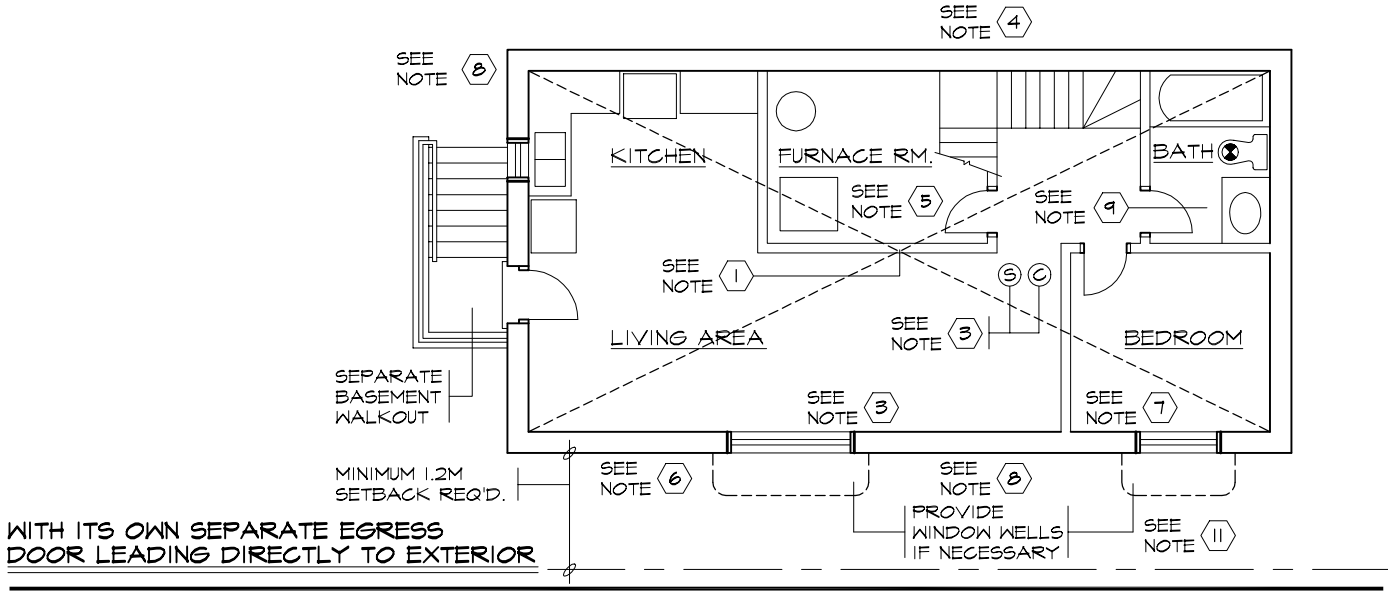 SEE
NOTE 4
SEE
NOTE 8
KITCHEN
FURNACE RM.
BATH
SEE
NOTE 5
SEE
NOTE 9
SEE
NOTE 1
S C
SEE
NOTE 3
LIVING AREA
BEDROOM
SEPARATE
BASEMENT
WALKOUT
SEE
NOTE 3
SEE
NOTE 7
MINIMUM 1.2M
SETBACK REQ'D.
SEE
NOTE 6
SEE
NOTE 8
PROVIDE
WINDOW WELLS
IF NECESSARY
SEE
NOTE 11
WITH ITS OWN SEPARATE EGRESS
DOOR LEADING DIRECTLY TO EXTERIOR